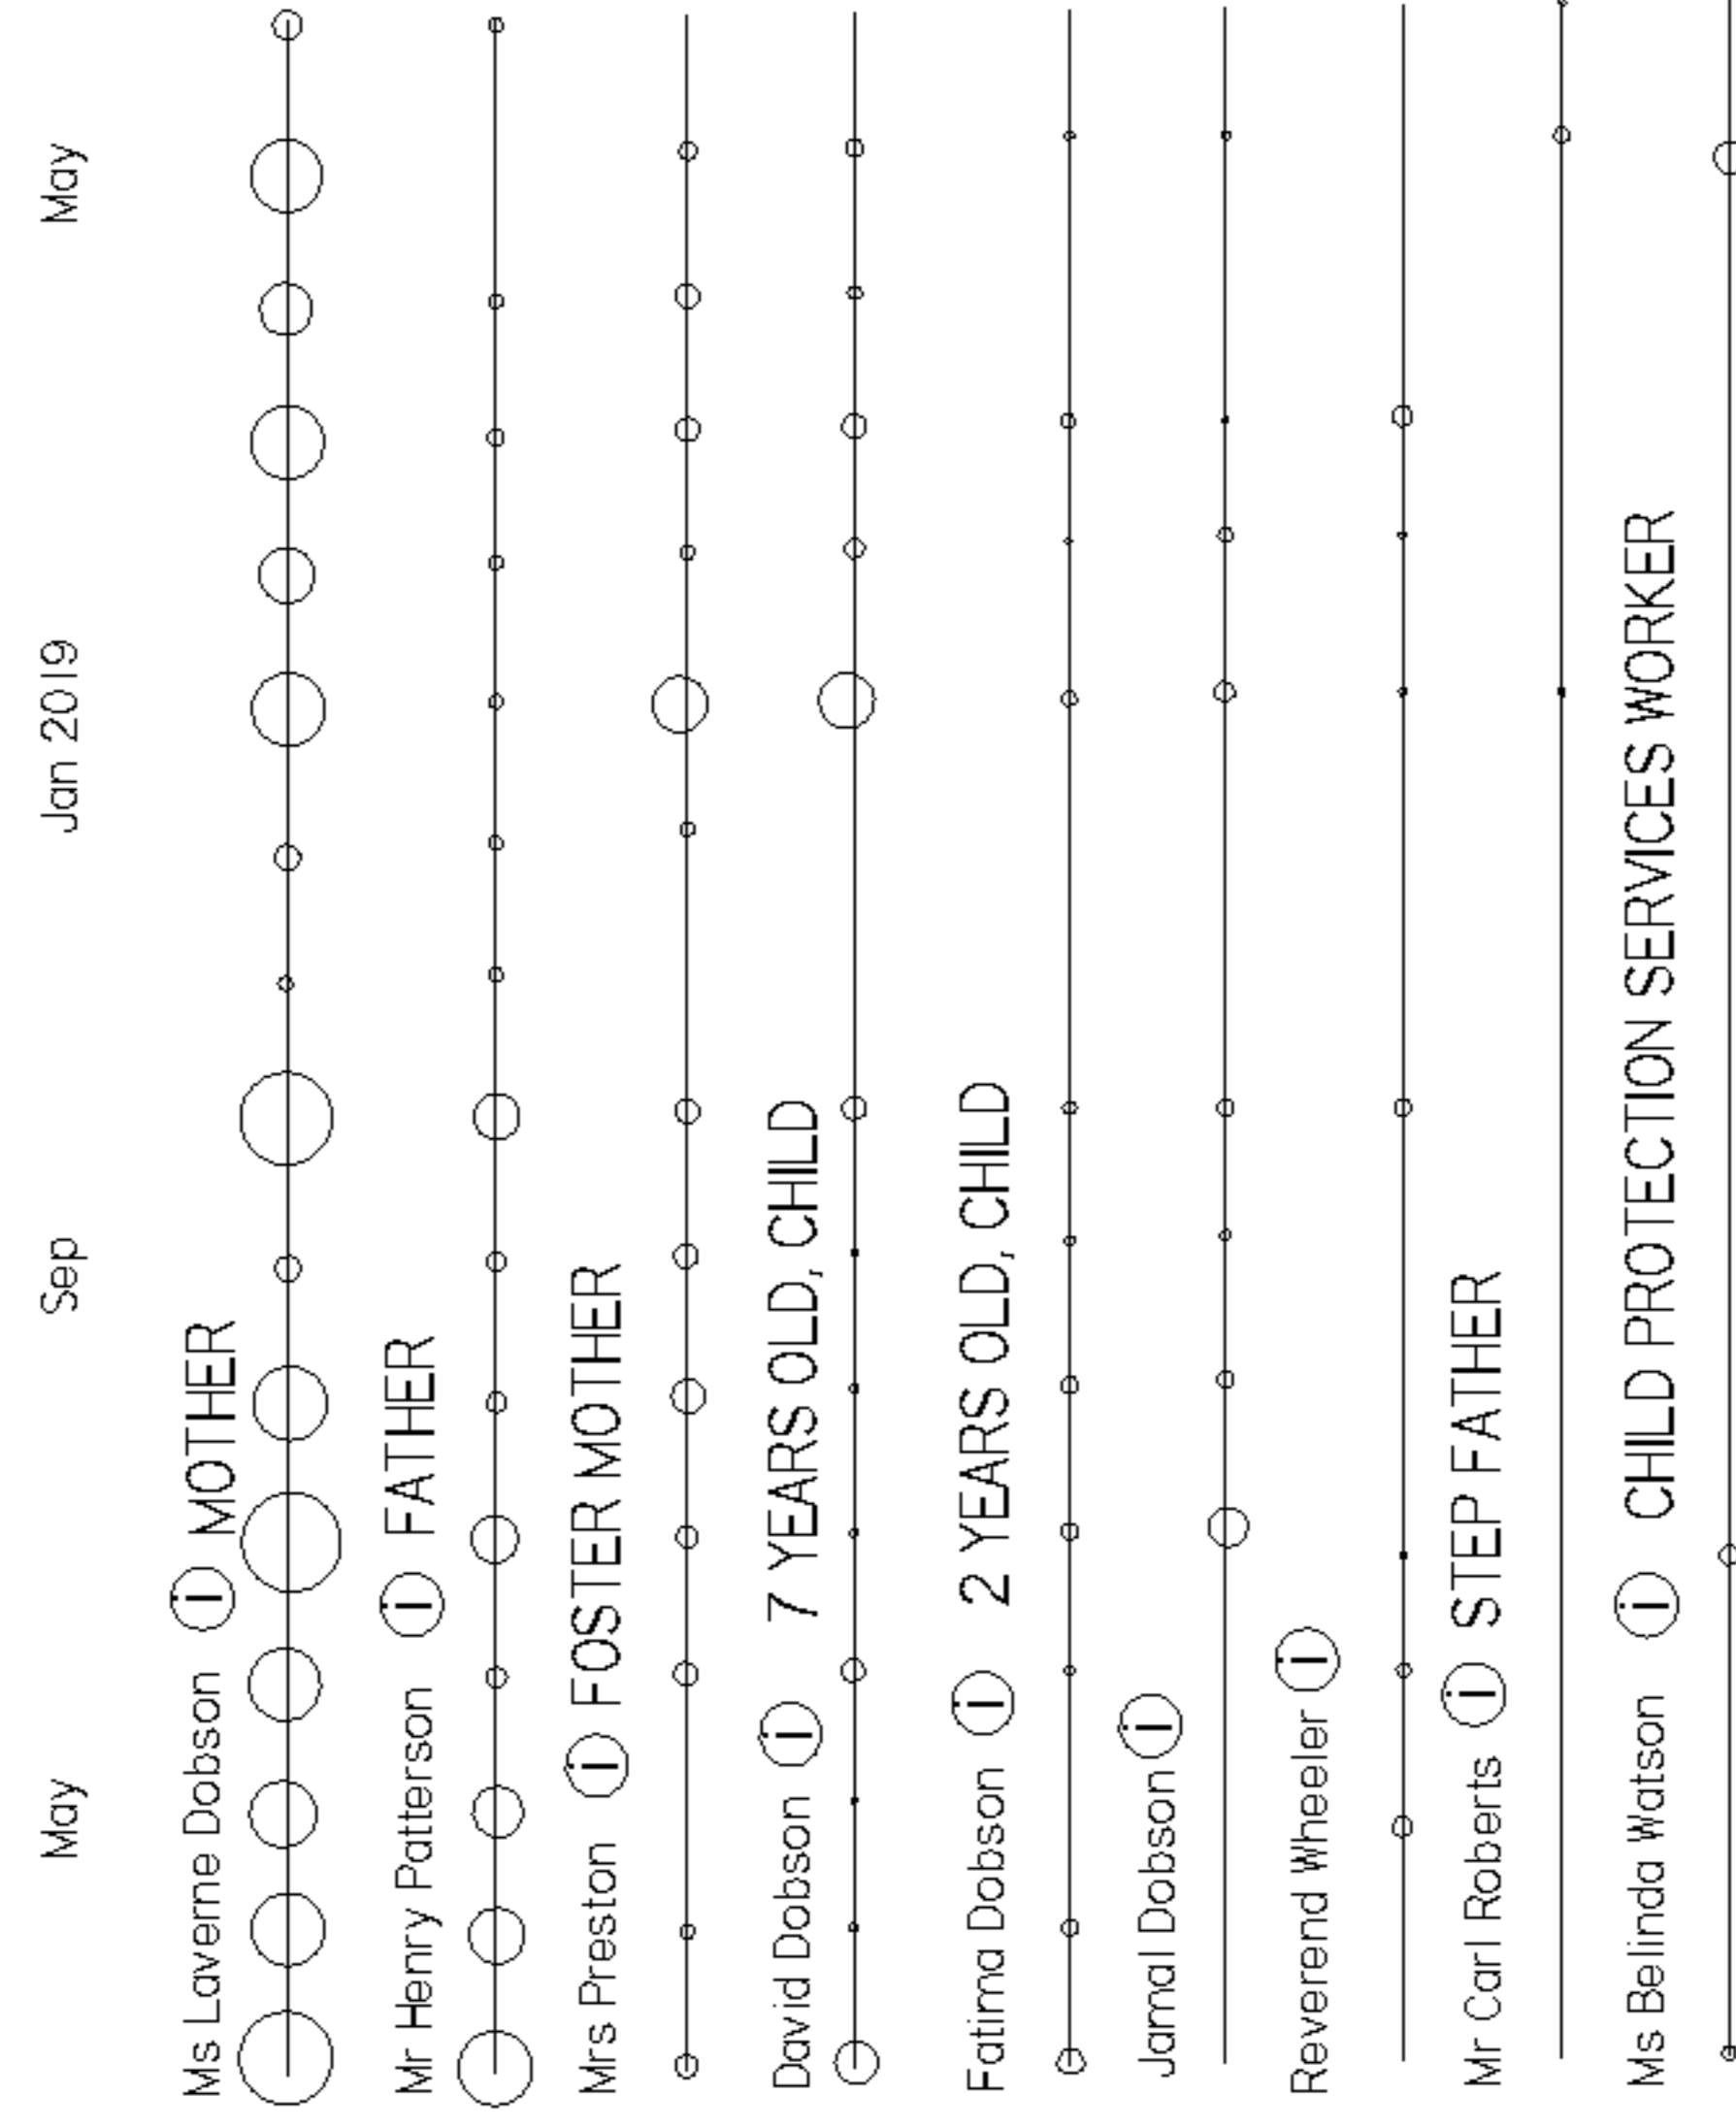 May Sep Jan 2019 May
Ms Laverne Dobson i MOTHER
Mr Henry Patterson i FATHER
Mrs Preston i FOSTER MOTHER
David Dobson i 7 YEARS OLD, CHILD
Fatima Dobson i 2 YEARS OLD, CHILD
Jamal Dobson i
Reverend Wheeler i
Mr Carl Roberts i STEP FATHER
Ms Belinda Watson i CHILD PROTECTION SERVICES WORKER